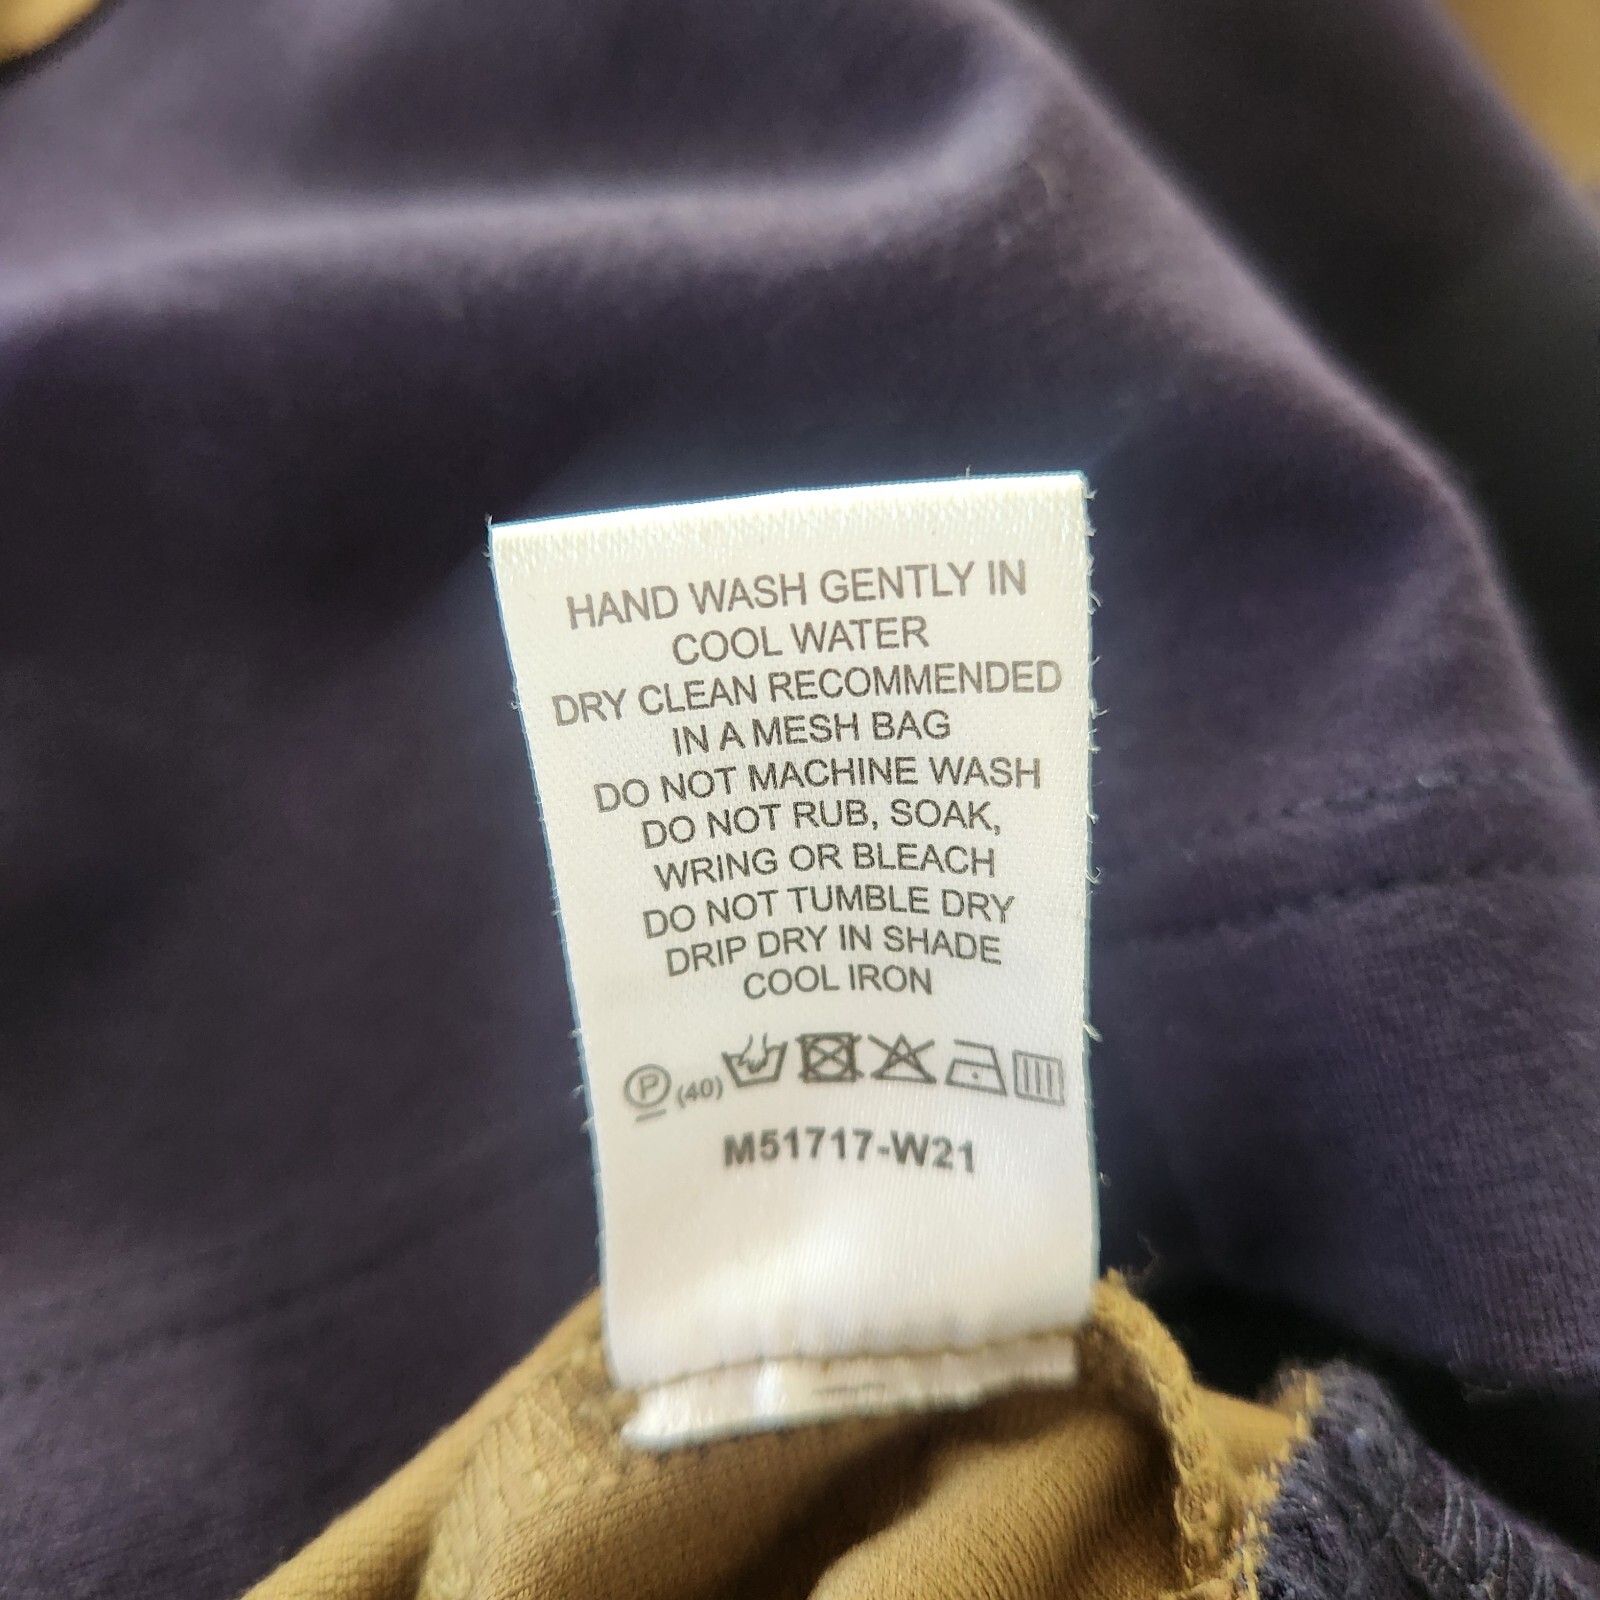 HAND WASH GENTLY IN
COOL WATER
DRY CLEAN RECOMMENDED
IN A MESH BAG
DO NOT MACHINE WASH
DO NOT RUB, SOAK,
WRING OR BLEACH
DO NOT TUMBLE DRY
DRIP DRY IN SHADE
COOL IRON
P (40)
M51717-W21